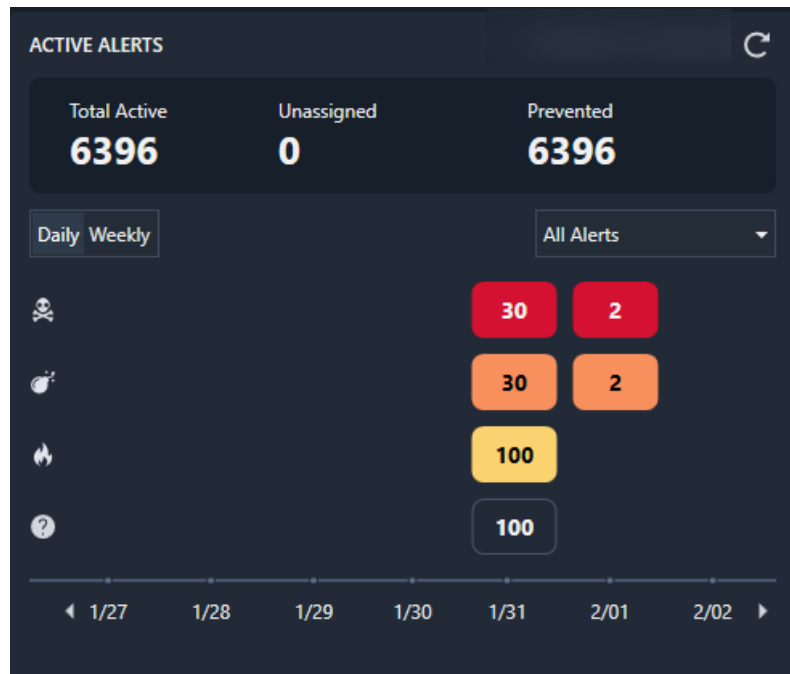 ACTIVE ALERTS
Total Active Unassigned Prevented
6396 0 6396
Daily Weekly All Alerts
30 2
30 2
100
?
100
1/27 1/28 1/29 1/30 1/31 2/01 2/02